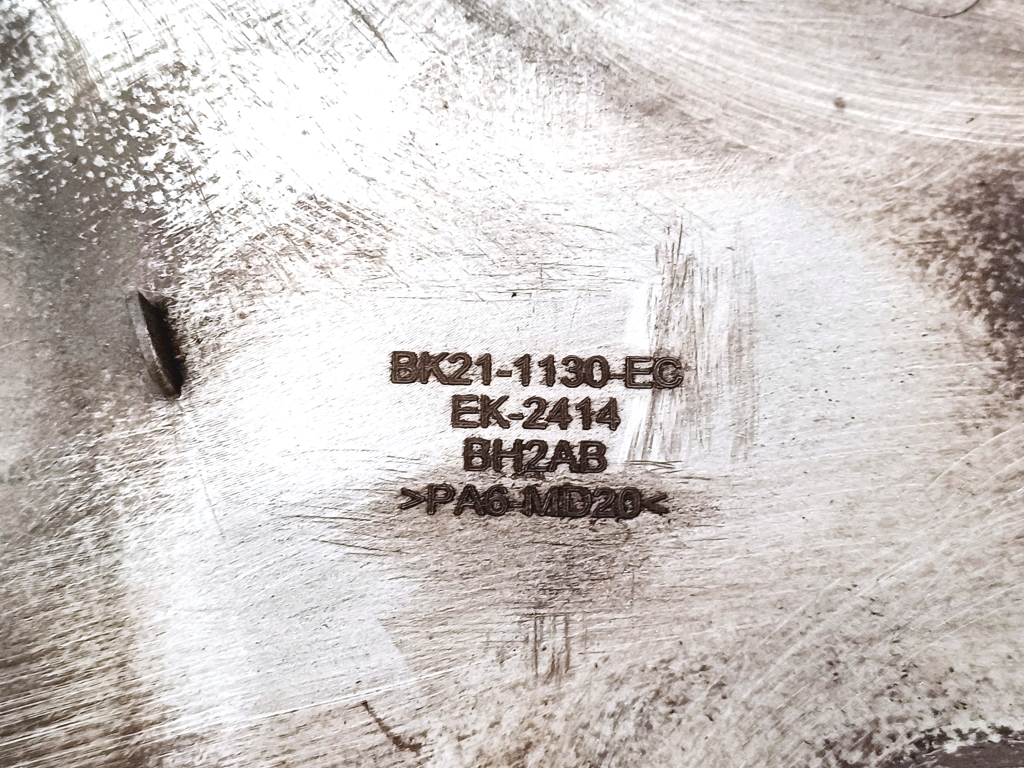 BK21-1130-EC
EK-2414
BH2AB
>PA6-MD20<